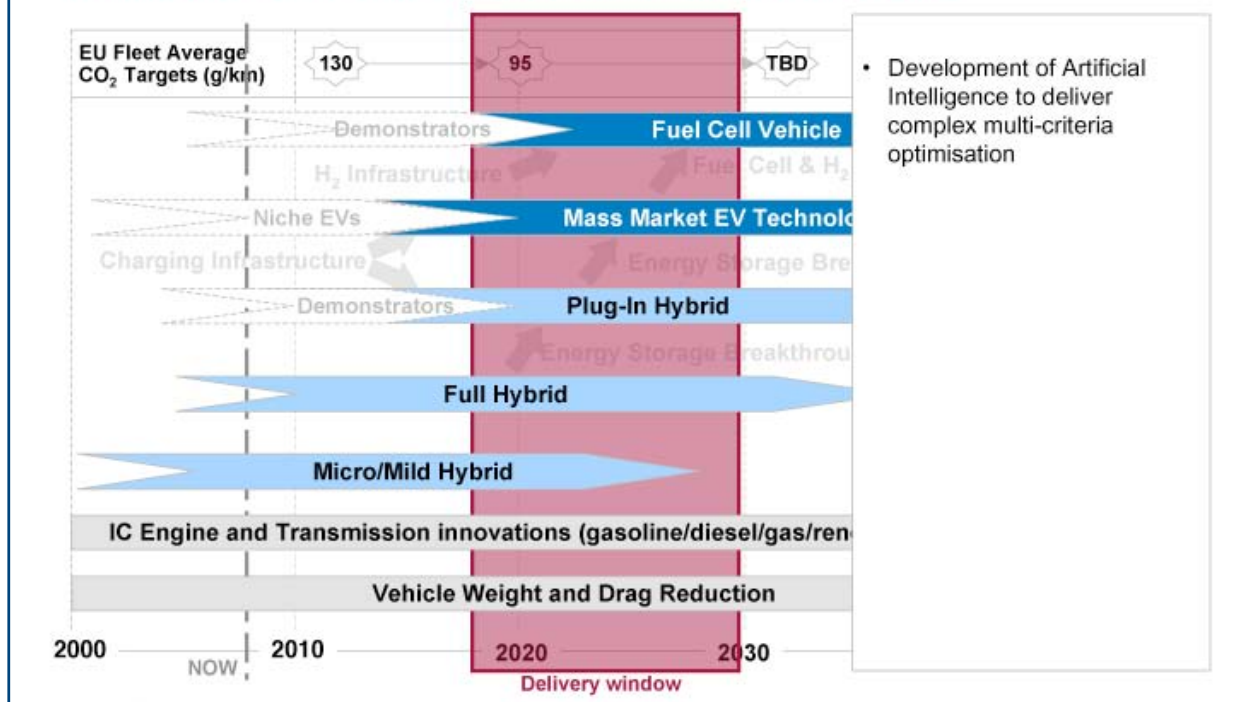 EU Fleet Average
CO₂ Targets (g/km)
130
95
TBD
Demonstrators
Fuel Cell Vehicle
H₂ Infrastructure
Fuel Cell & H₂
Niche EVs
Mass Market EV Technolo
Charging Infrastructure
Energy Storage Bre
Demonstrators
Plug-In Hybrid
Energy Storage Breakthrou
Full Hybrid
Micro/Mild Hybrid
IC Engine and Transmission innovations (gasoline/diesel/gas/ren
Vehicle Weight and Drag Reduction
2000
NOW
2010
2020
2030
Delivery window
• Development of Artificial
Intelligence to deliver
complex multi-criteria
optimisation